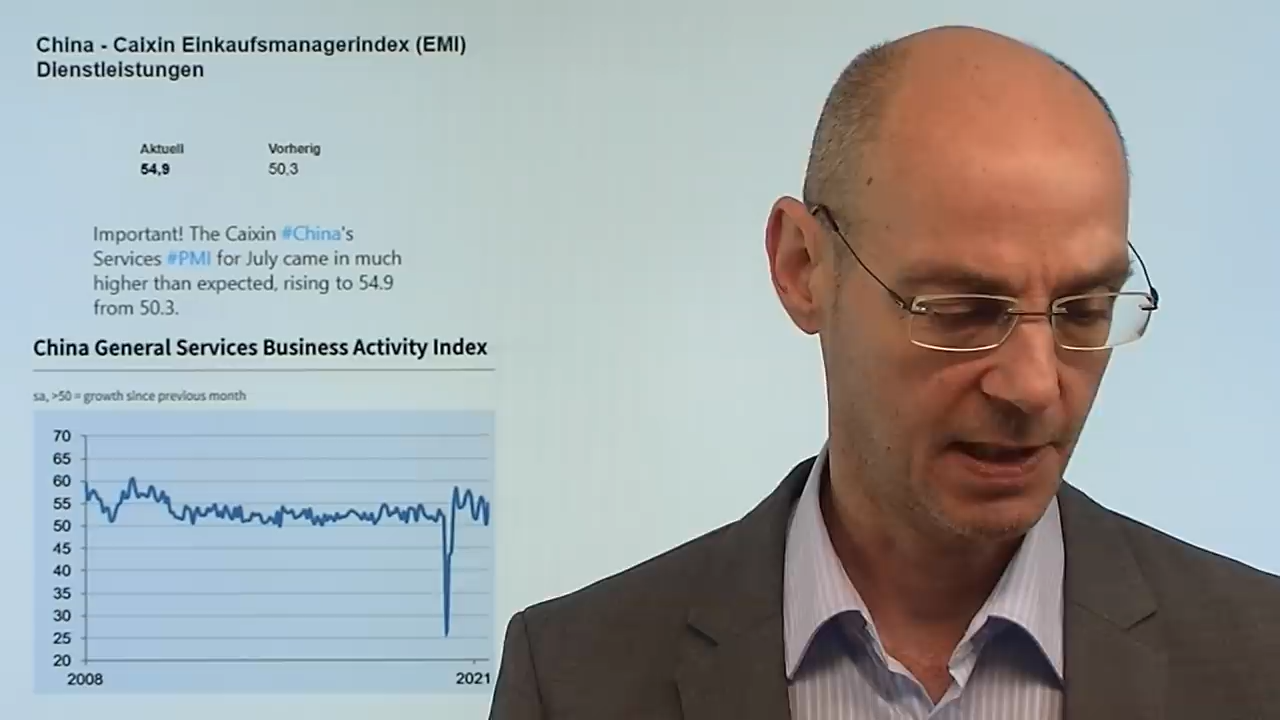 China - Caixin Einkaufsmanagerindex (EMI)
Dienstleistungen
Aktuell Vorherig
54,9 50,3
Important! The Caixin #China's
Services #PMI for July came in much
higher than expected, rising to 54.9
from 50.3.
China General Services Business Activity Index
sa, >50 = growth since previous month
70
65
60
55
50
45
40
35
30
25
20
2008 2021